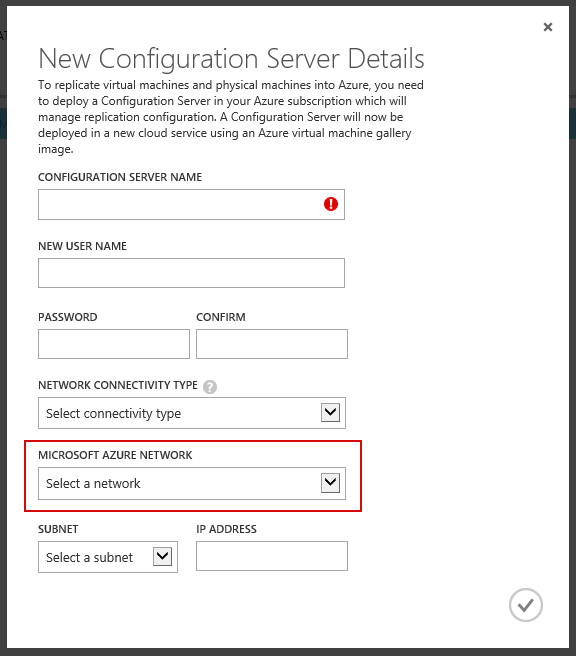 New Configuration Server Details
To replicate virtual machines and physical machines into Azure, you need
to deploy a Configuration Server in your Azure subscription which will
manage replication configuration. A Configuration Server will now be
deployed in a new cloud service using an Azure virtual machine gallery
image.
CONFIGURATION SERVER NAME
NEW USER NAME
PASSWORD CONFIRM
NETWORK CONNECTIVITY TYPE ?
Select connectivity type
MICROSOFT AZURE NETWORK
Select a network
SUBNET IP ADDRESS
Select a subnet